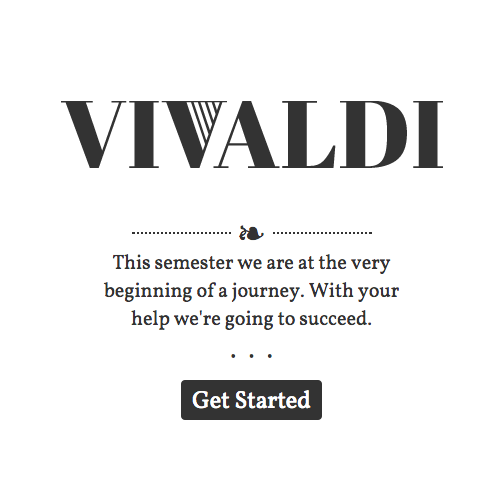 VIVALDI
❧
This semester we are at the very
beginning of a journey. With your
help we're going to succeed.
. . .
Get Started